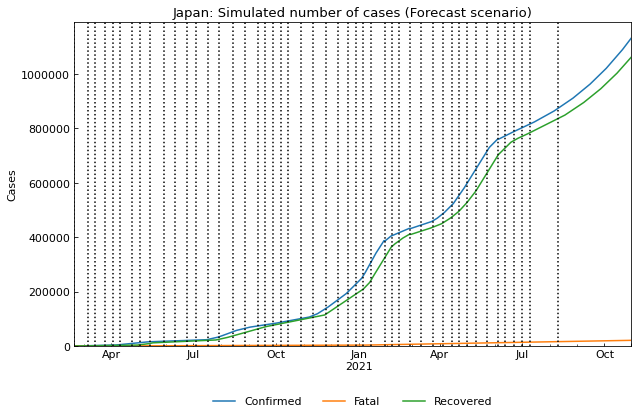 Japan: Simulated number of cases (Forecast scenario)
Cases
1000000
800000
600000
400000
200000
0
Apr Jul Oct Jan Apr Jul Oct
2021
Confirmed Fatal Recovered